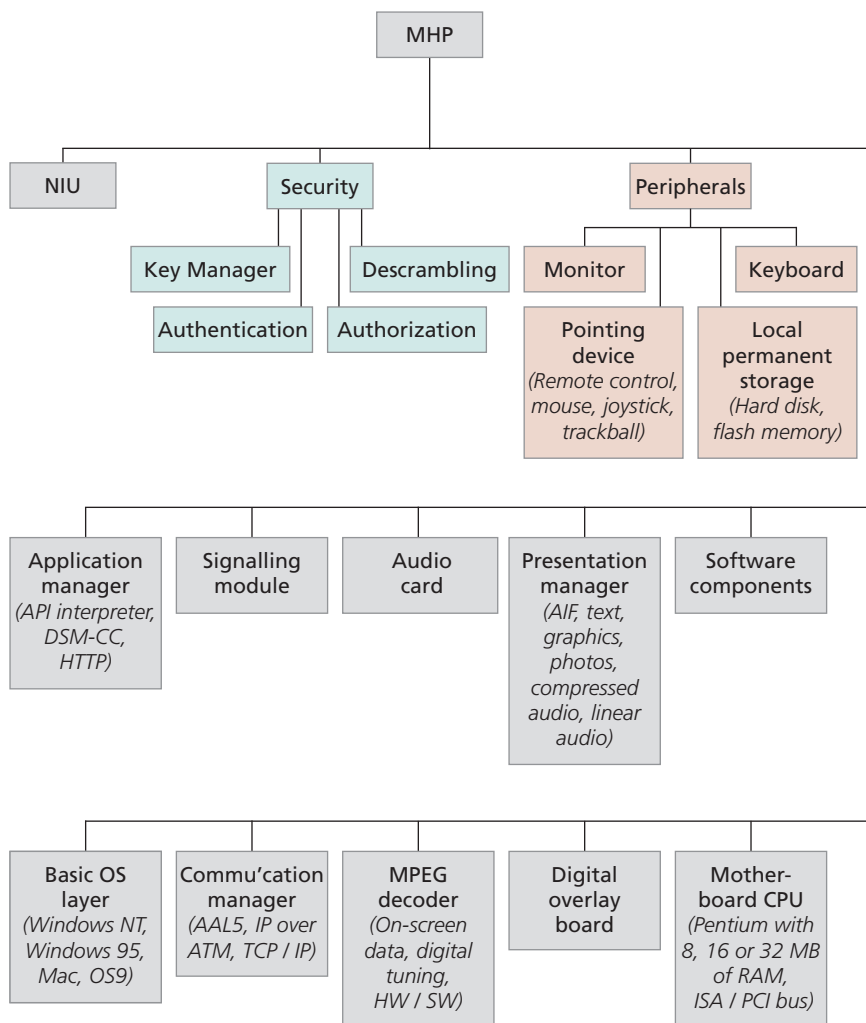 MHP
NIU
Security
Peripherals
Key Manager
Descrambling
Monitor
Keyboard
Authentication
Authorization
Pointing
device
(Remote control,
mouse, joystick,
trackball)
Local
permanent
storage
(Hard disk,
flash memory)
Application
manager
(API interpreter,
DSM-CC,
HTTP)
Signalling
module
Audio
card
Presentation
manager
(AIF, text,
graphics,
photos,
compressed
audio, linear
audio)
Software
components
Basic OS
layer
(Windows NT,
Windows 95,
Mac, OS9)
Commu'cation
manager
(AAL5, IP over
ATM, TCP / IP)
MPEG
decoder
(On-screen
data, digital
tuning,
HW / SW)
Digital
overlay
board
Mother-
board CPU
(Pentium with
8, 16 or 32 MB
of RAM,
ISA / PCI bus)